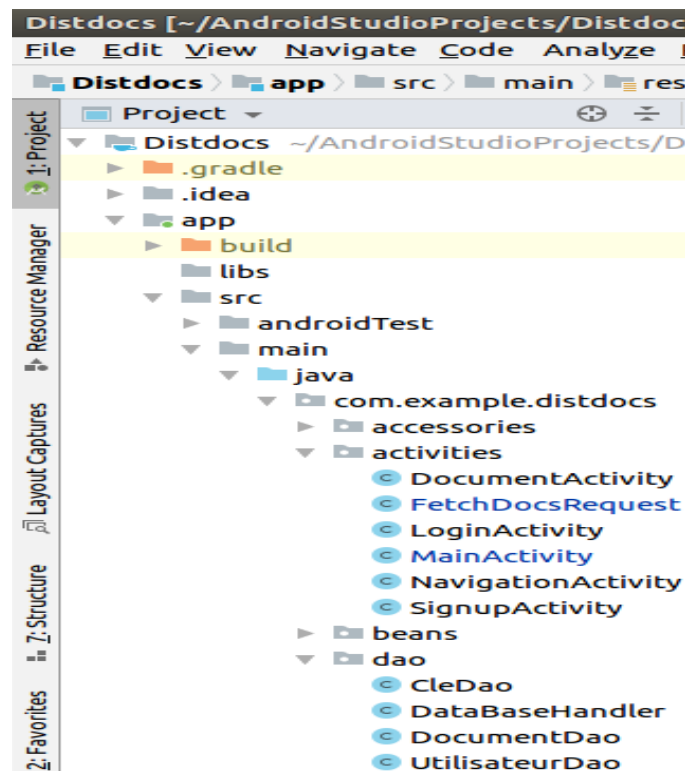 Distdocs [~/AndroidStudioProjects/Distdoc
File Edit View Navigate Code Analyze
Distdocs app src main res
Project
Distdocs ~/AndroidStudioProjects/D
.gradle
.idea
app
build
libs
src
androidTest
main
java
com.example.distdocs
accessories
activities
DocumentActivity
FetchDocsRequest
LoginActivity
MainActivity
NavigationActivity
SignupActivity
beans
dao
CleDao
DataBaseHandler
DocumentDao
UtilisateurDao
1: Project
Resource Manager
Layout Captures
7: Structure
2: Favorites